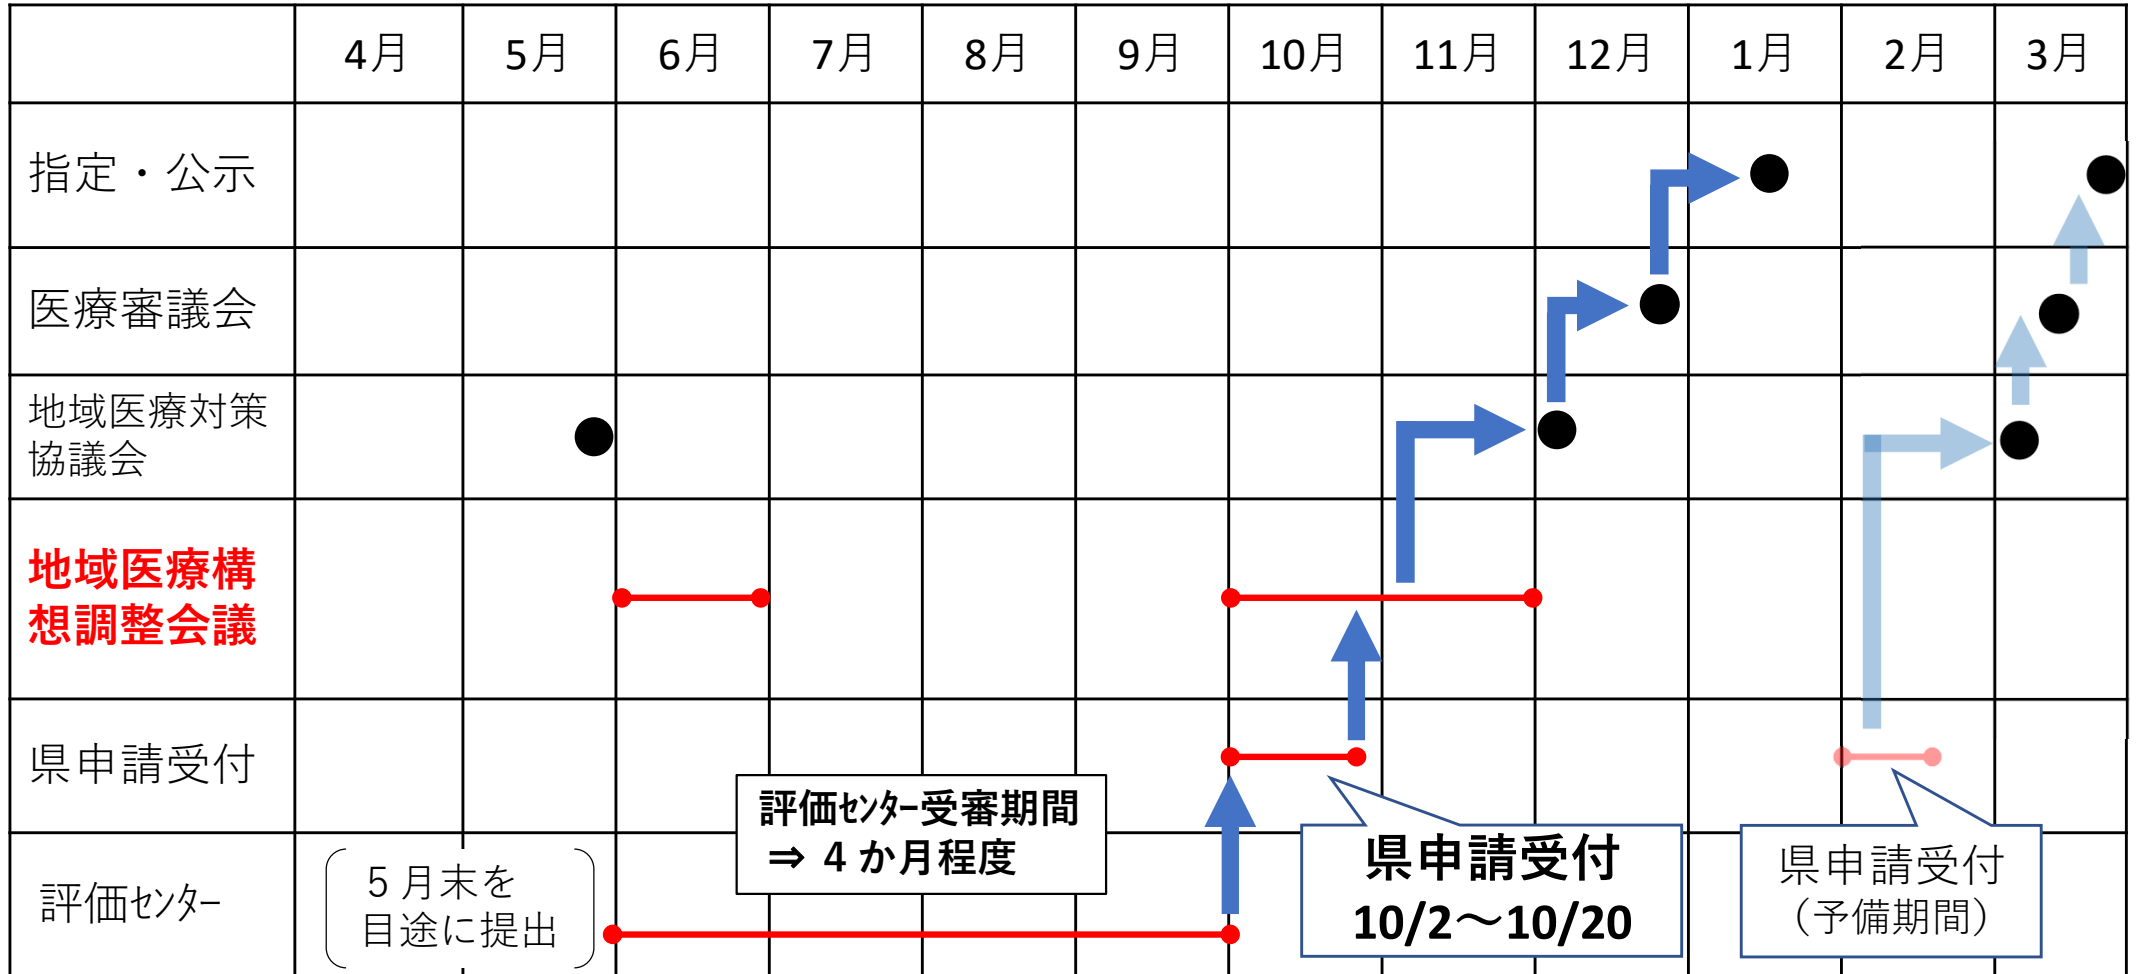 4月 5月 6月 7月 8月 9月 10月 11月 12月 1月 2月 3月
指定・公示
医療審議会
地域医療対策
協議会
地域医療構
想調整会議
県申請受付
評価ｾﾝﾀｰ
5月末を
目途に提出
評価ｾﾝﾀｰ受審期間
⇒ 4か月程度
県申請受付
10/2～10/20
県申請受付
（予備期間）